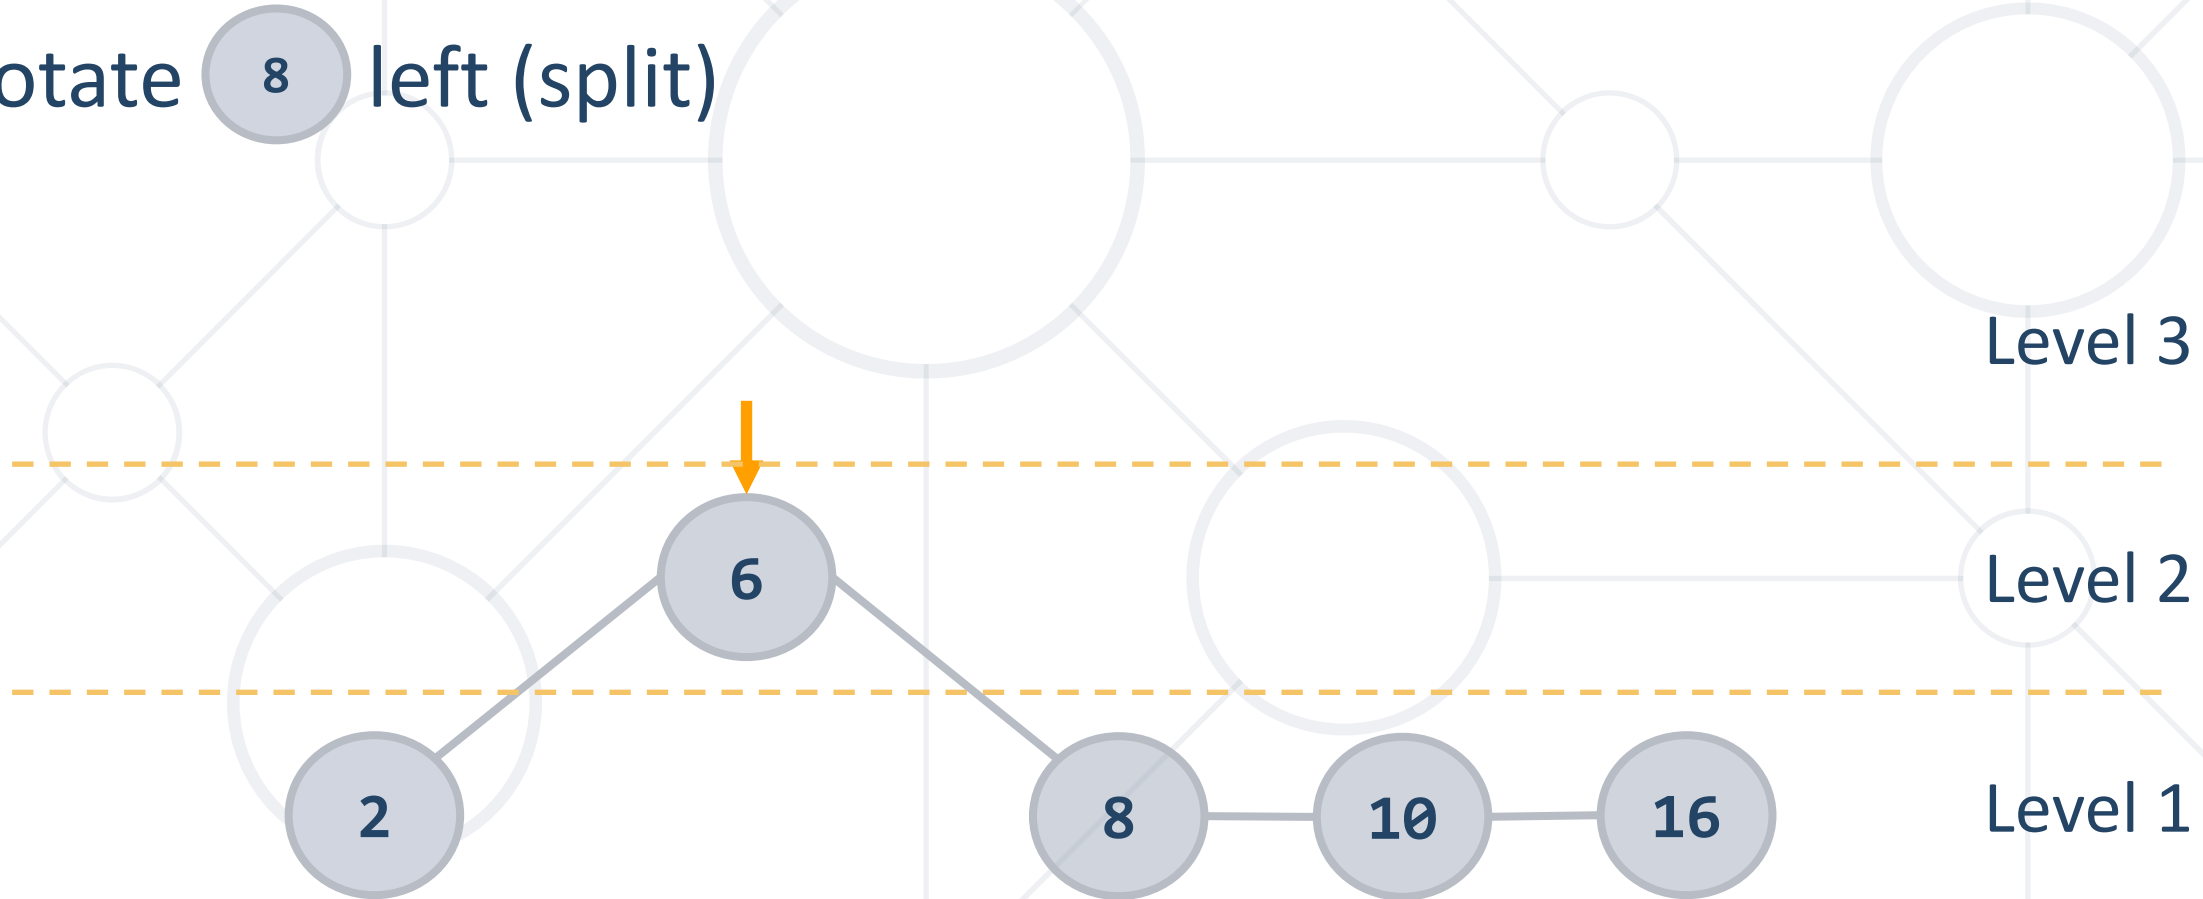 otate 8 left (split)
Level 3
6
Level 2
2 8 10 16
Level 1